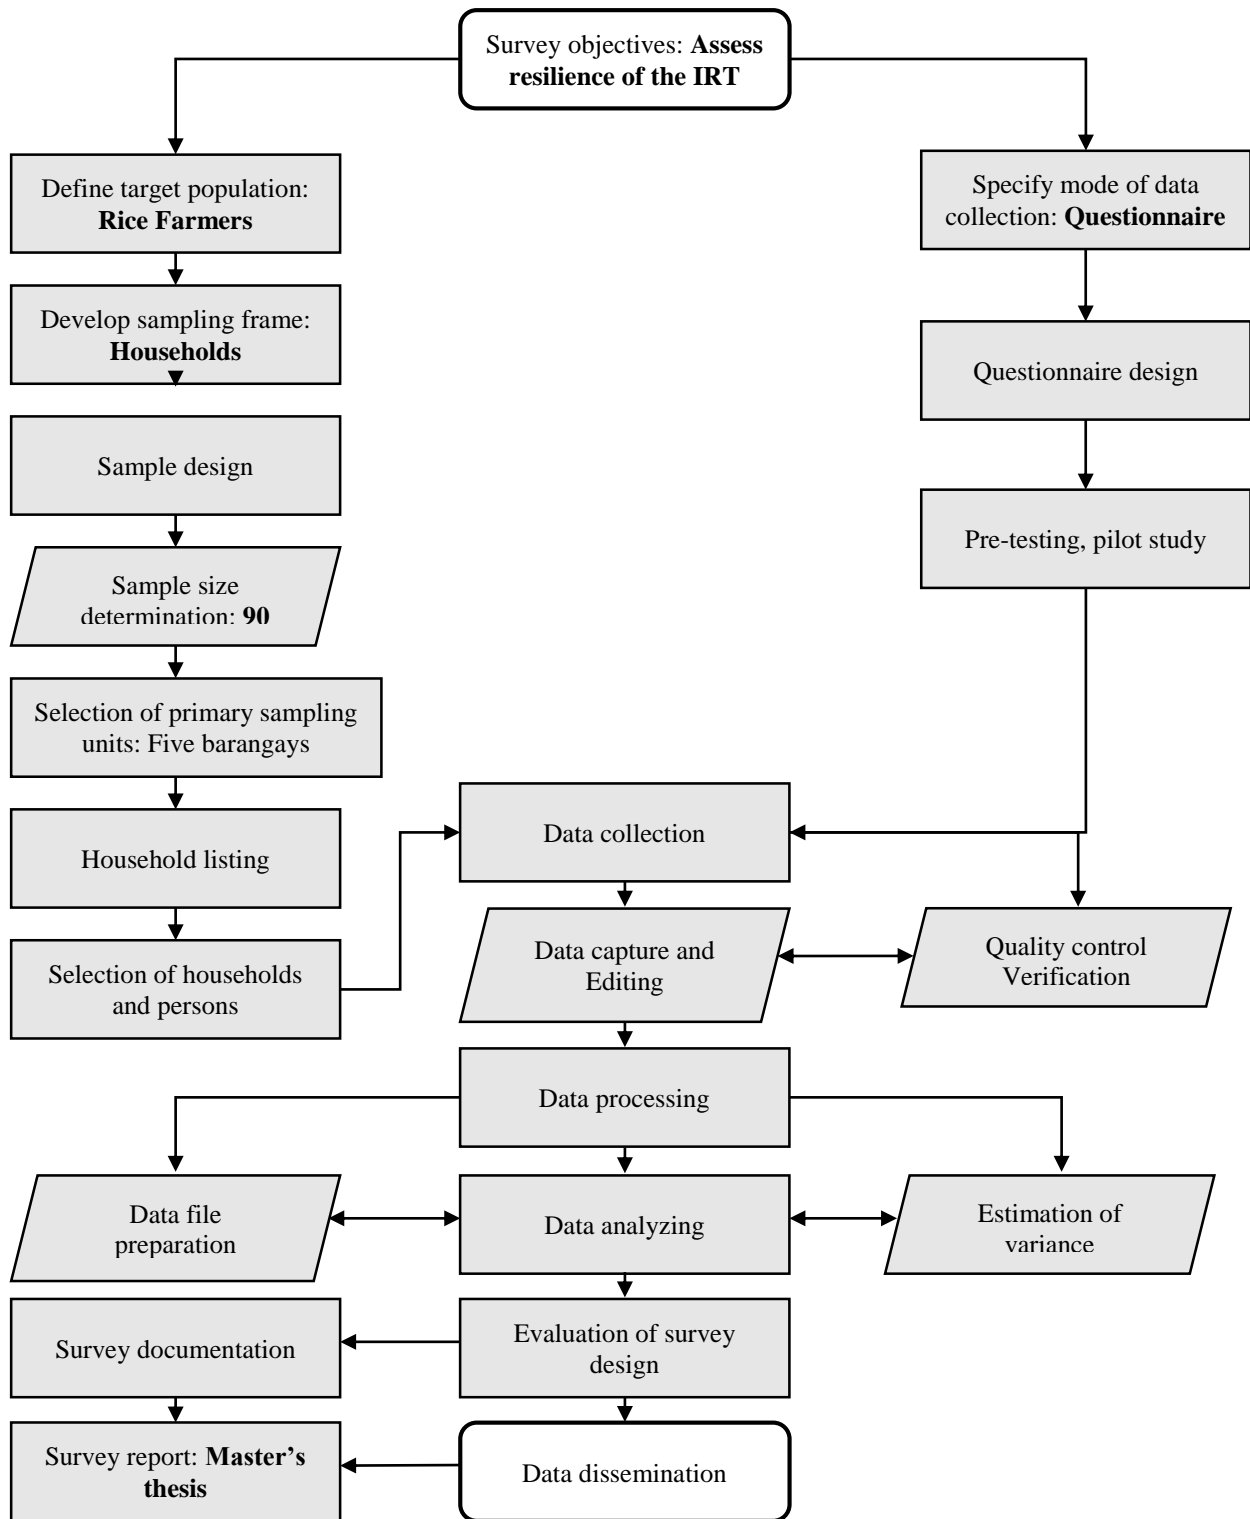 Survey objectives: Assess
resilience of the IRT
Define target population:
Rice Farmers
Specify mode of data
collection: Questionnaire
Develop sampling frame:
Households
Questionnaire design
Sample design
Pre-testing, pilot study
Sample size
determination: 90
Selection of primary sampling
units: Five barangays
Household listing
Data collection
Selection of households
and persons
Data capture and
Editing
Quality control
Verification
Data processing
Data file
preparation
Data analyzing
Estimation of
variance
Survey documentation
Evaluation of survey
design
Survey report: Master’s
thesis
Data dissemination